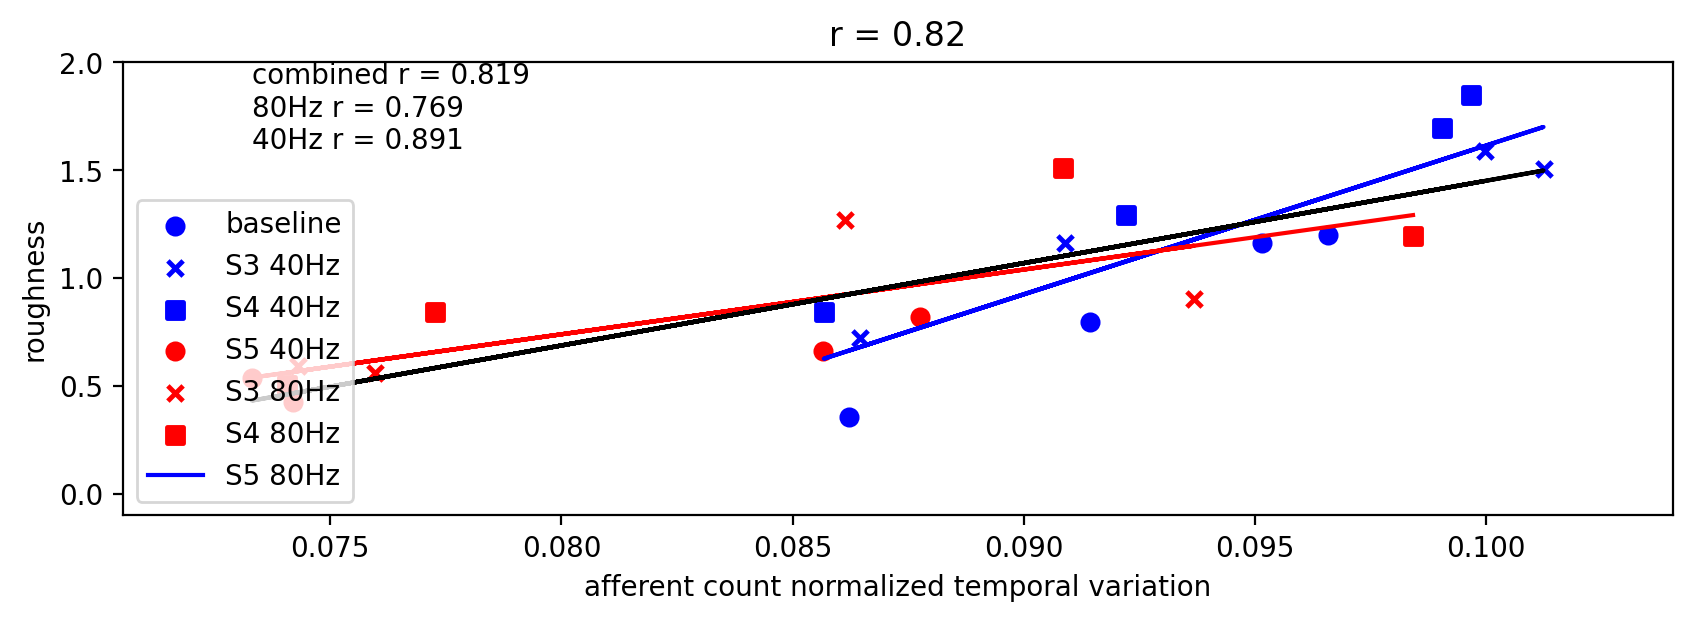 r = 0.82
combined r = 0.819
80Hz r = 0.769
40Hz r = 0.891
2.0
1.5
1.0
0.5
0.0
roughness
baseline
S3 40Hz
S4 40Hz
S5 40Hz
S3 80Hz
S4 80Hz
S5 80Hz
0.075 0.080 0.085 0.090 0.095 0.100
afferent count normalized temporal variation